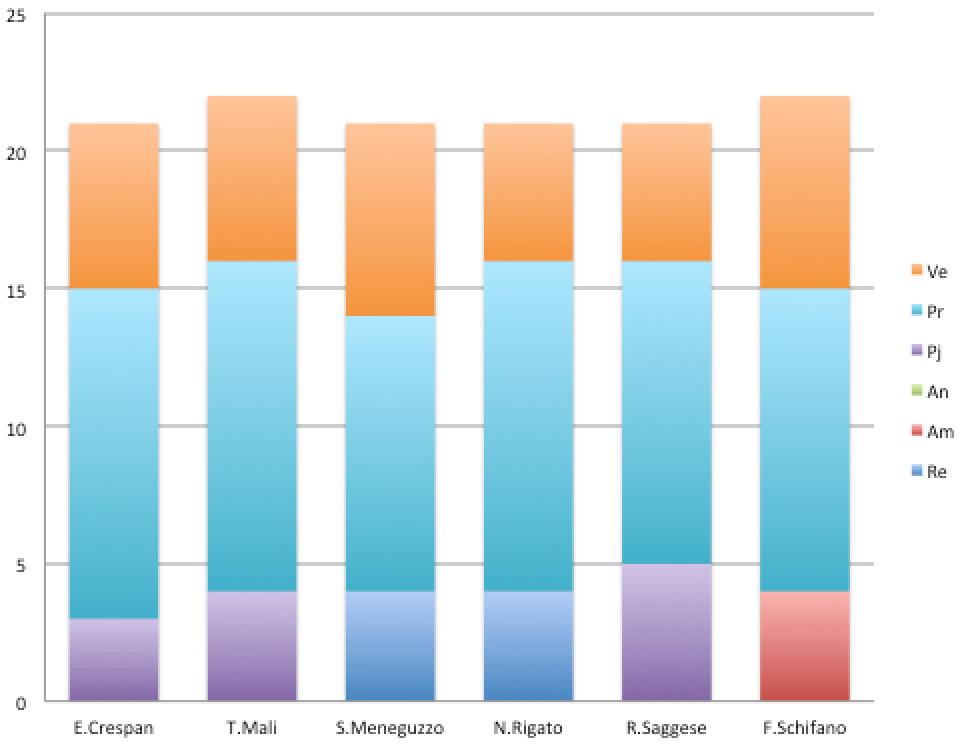 25
20
15
10
5
0
E.Crespan T.Mali S.Meneguzzo N.Rigato R.Saggese F.Schifano
Ve
Pr
Pj
An
Am
Re